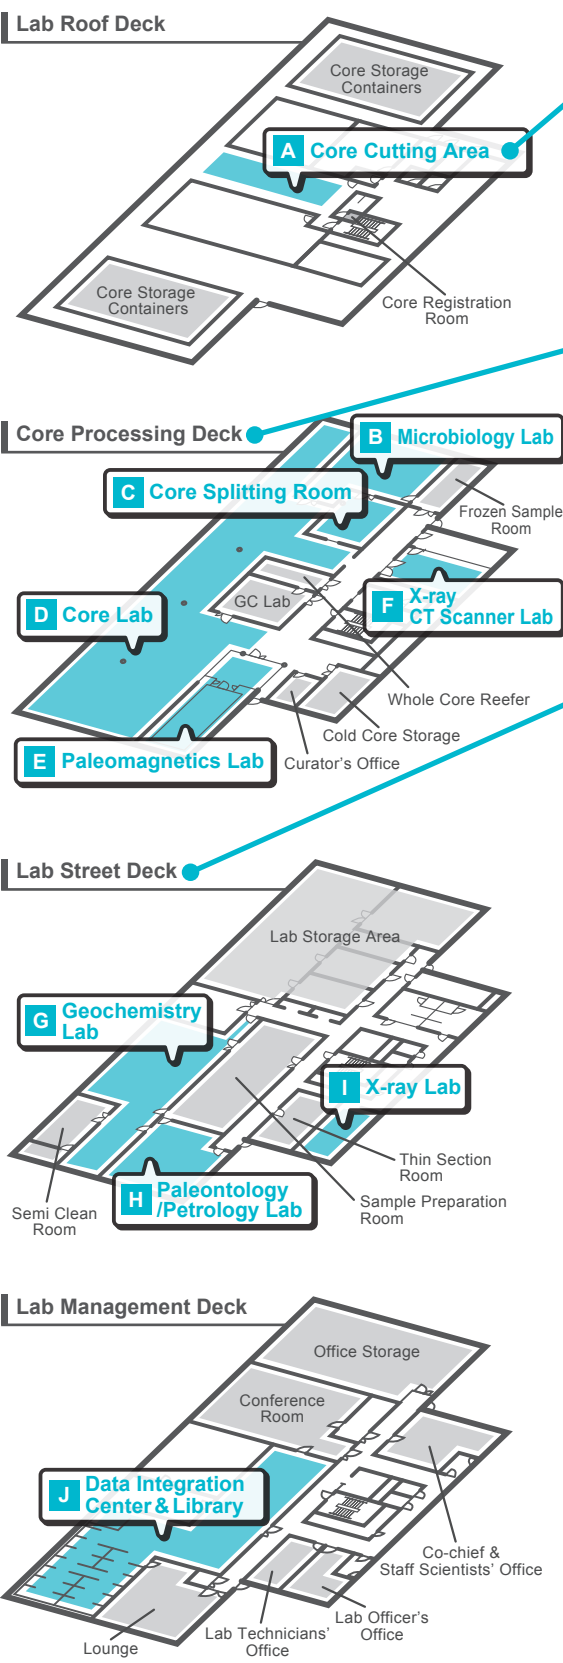 Lab Roof Deck
Core Storage
Containers
A Core Cutting Area
Core Storage
Containers
Core Registration
Room
Core Processing Deck
B Microbiology Lab
C Core Splitting Room
Frozen Sample
Room
GC Lab
D Core Lab
F X-ray
CT Scanner Lab
Whole Core Reefer
Cold Core Storage
E Paleomagnetics Lab
Curator's Office
Lab Street Deck
Lab Storage Area
G Geochemistry
Lab
I X-ray Lab
Thin Section
Room
H Paleontology
/Petrology Lab
Sample Preparation
Room
Semi Clean
Room
Lab Management Deck
Office Storage
Conference
Room
J Data Integration
Center & Library
Co-chief &
Staff Scientists' Office
Lab Officer's
Office
Lab Technicians'
Office
Lounge